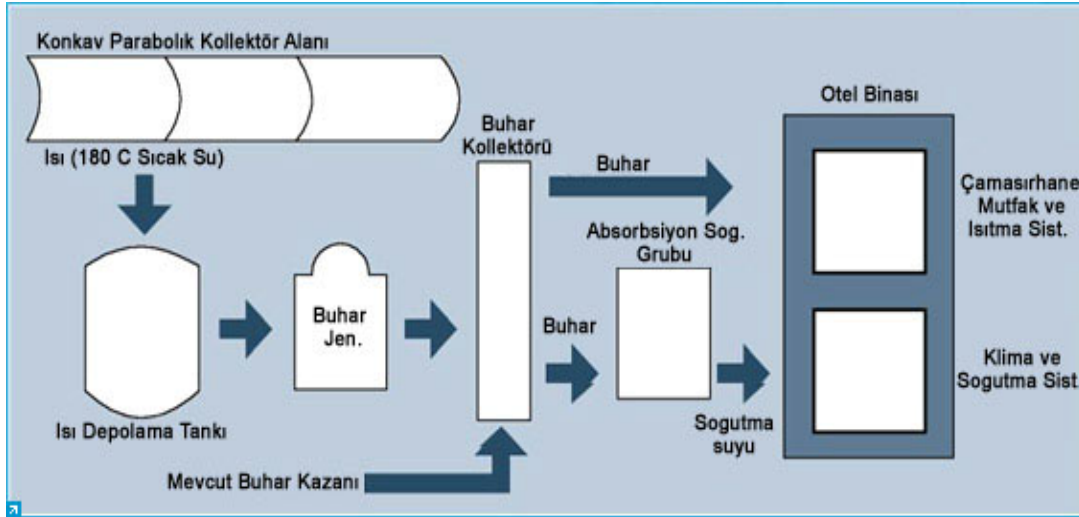 Konkav Parabolık Kollektör Alanı
Isı (180 C Sıcak Su)
Buhar
Kollektörü
Buhar
Otel Binası
Absorbsiyon Sog.
Grubu
Çamasırhane
Mutfak ve
Isıtma Sist.
Buhar
Jen.
Buhar
Klima ve
Sogutma Sist.
Isı Depolama Tankı
Sogutma
suyu
Mevcut Buhar Kazanı